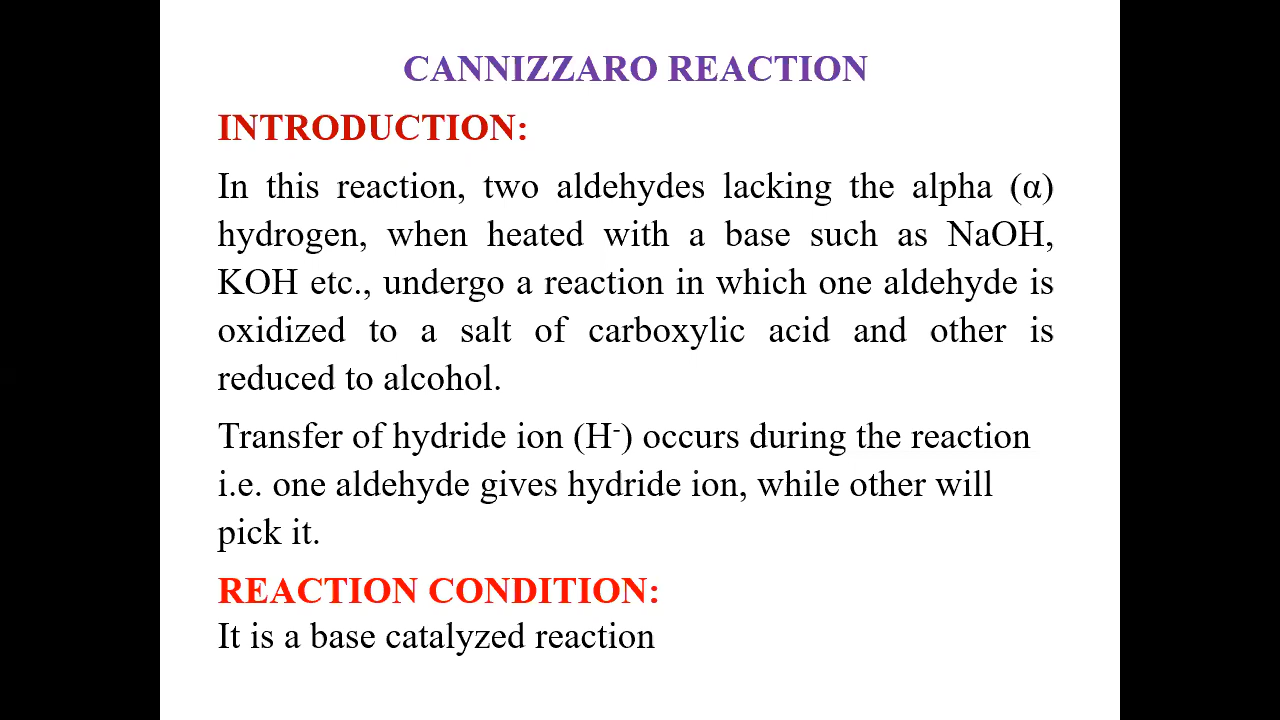 CANNIZZARO REACTION
INTRODUCTION:
In this reaction, two aldehydes lacking the alpha (α)
hydrogen, when heated with a base such as NaOH,
KOH etc., undergo a reaction in which one aldehyde is
oxidized to a salt of carboxylic acid and other is
reduced to alcohol.
Transfer of hydride ion (H⁻) occurs during the reaction
i.e. one aldehyde gives hydride ion, while other will
pick it.
REACTION CONDITION:
It is a base catalyzed reaction